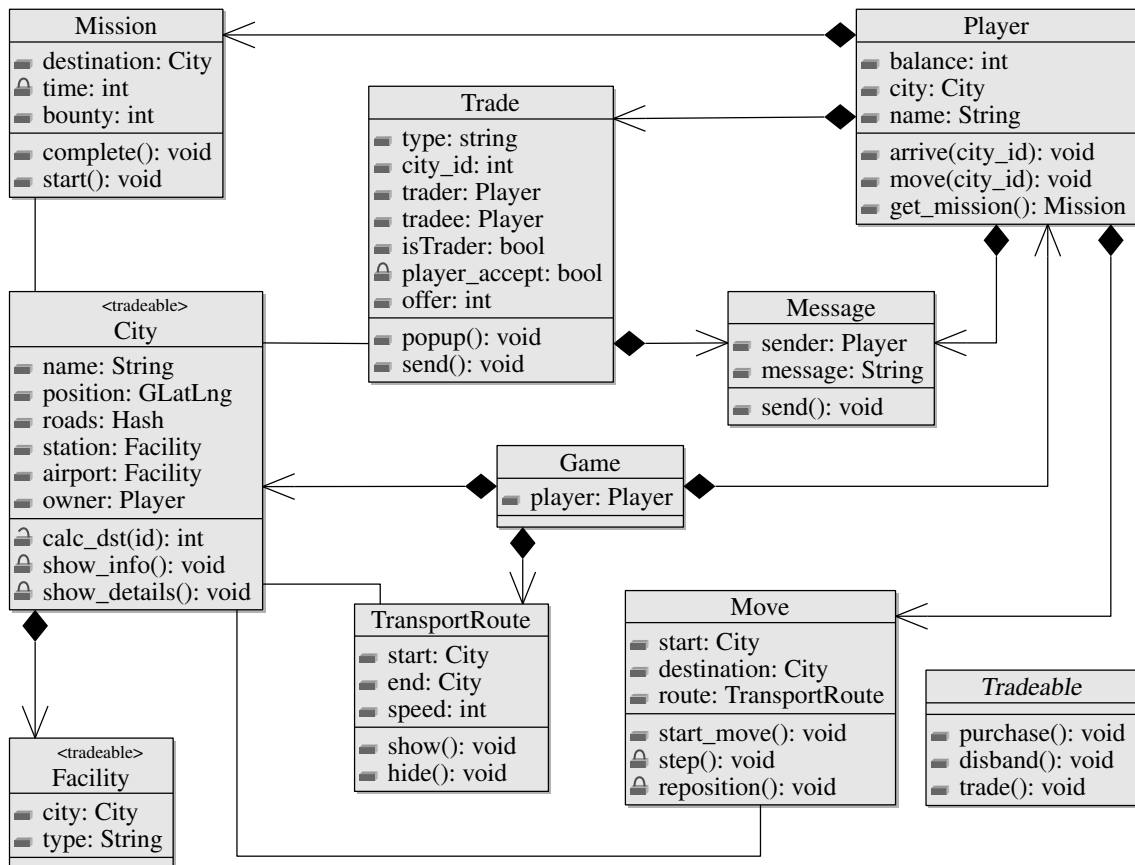 Mission
destination: City
time: int
bounty: int
complete(): void
start(): void
Player
balance: int
city: City
name: String
arrive(city_id): void
move(city_id): void
get_mission(): Mission
Trade
type: string
city_id: int
trader: Player
tradee: Player
isTrader: bool
player_accept: bool
offer: int
popup(): void
send(): void
<tradeable>
City
name: String
position: GLatLng
roads: Hash
station: Facility
airport: Facility
owner: Player
calc_dst(id): int
show_info(): void
show_details(): void
Message
sender: Player
message: String
send(): void
Game
player: Player
TransportRoute
start: City
end: City
speed: int
show(): void
hide(): void
Move
start: City
destination: City
route: TransportRoute
start_move(): void
step(): void
reposition(): void
Tradeable
purchase(): void
disband(): void
trade(): void
<tradeable>
Facility
city: City
type: String